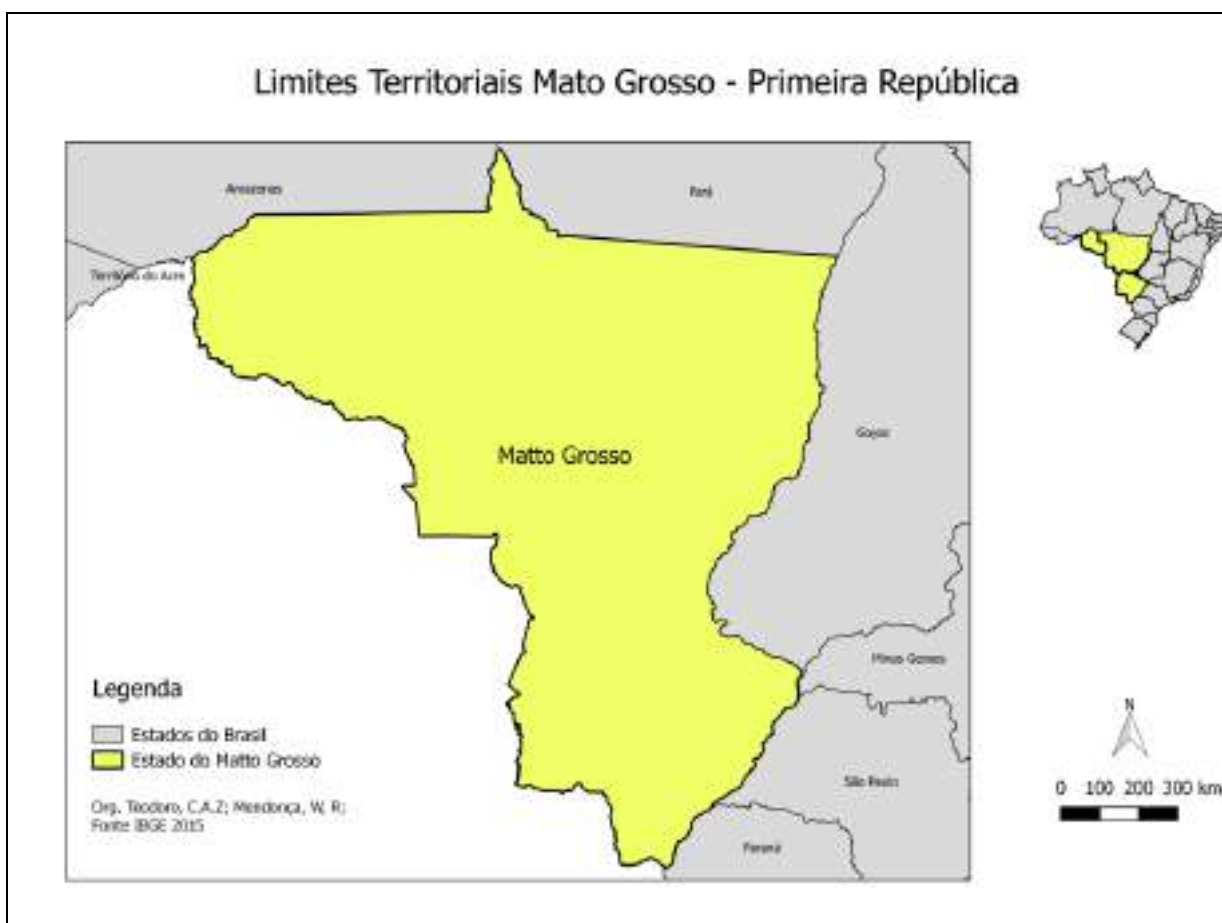 Limites Territoriais Mato Grosso - Primeira República
Amazonas
Pará
Território do Acre
Goyaz
Matto Grosso
Minas Geraes
São Paulo
Paraná
Legenda
Estados do Brasil
Estado do Matto Grosso
Org. Teodoro, C.A.Z; Mendonça, W. R;
Fonte IBGE 2015
N
0 100 200 300 km